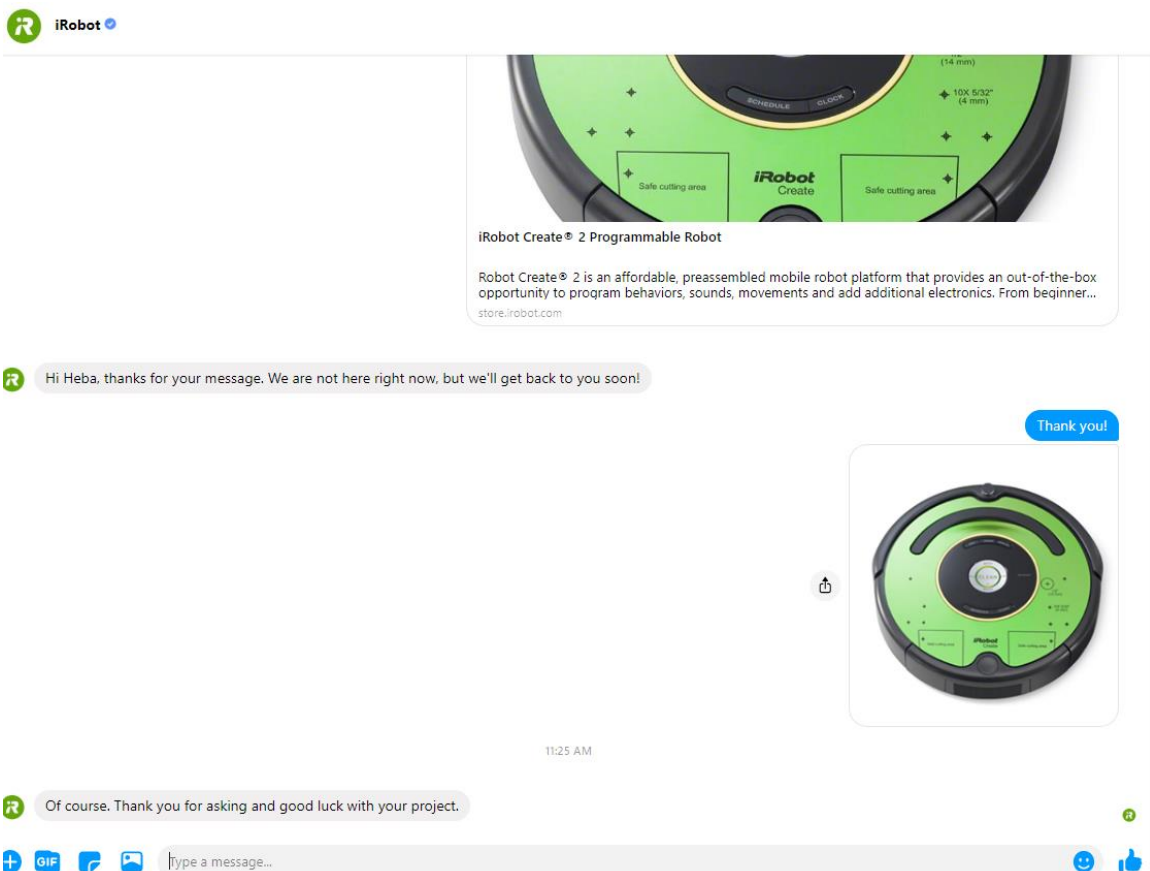 iRobot
(14 mm)
10X 5/32"
(4 mm)
SCHEDULE CLOCK
Safe cutting area
iRobot
Create
Safe cutting area
iRobot Create® 2 Programmable Robot
Robot Create® 2 is an affordable, preassembled mobile robot platform that provides an out-of-the-box
opportunity to program behaviors, sounds, movements and add additional electronics. From beginner...
store.irobot.com
Hi Heba, thanks for your message. We are not here right now, but we'll get back to you soon!
Thank you!
CLEAN
iRobot
Create
11:25 AM
Of course. Thank you for asking and good luck with your project.
GIF
Type a message...